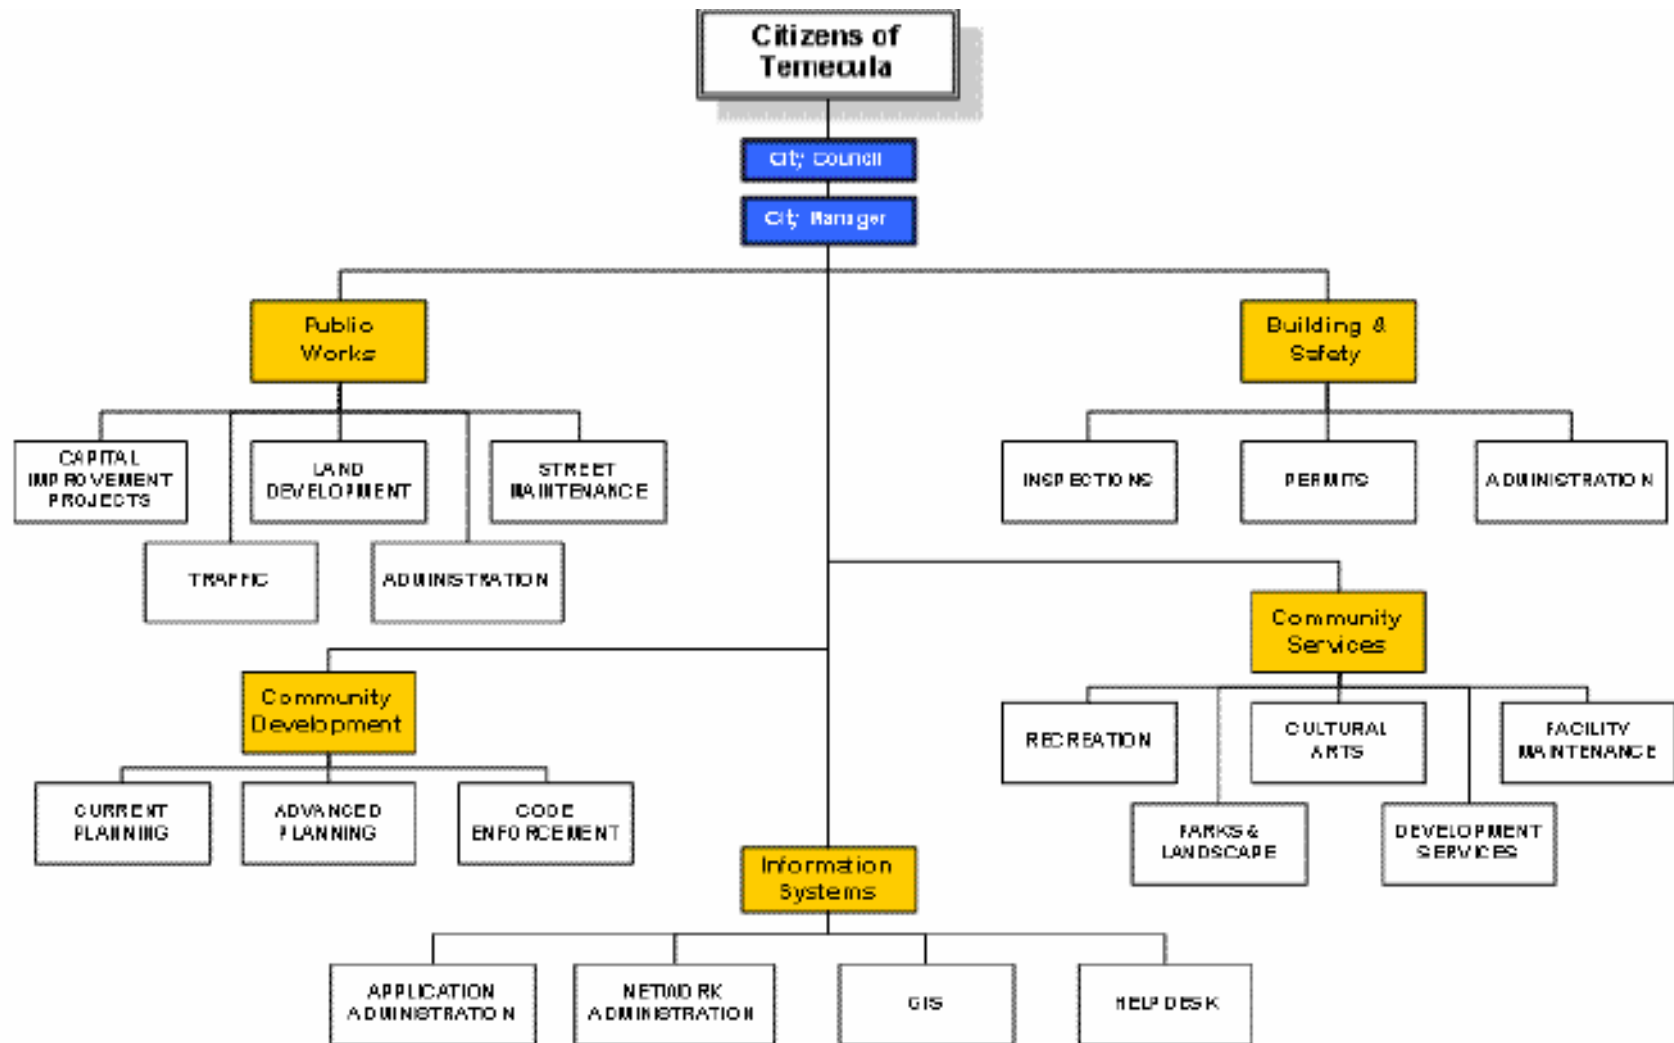 Citizens of
Temecula
City Council
City Manager
Public
Works
Building &
Safety
CAPITAL
IMPROVEMENT
PROJECTS
LAND
DEVELOPMENT
STREET
MAINTENANCE
TRAFFIC
ADMINISTRATION
INSPECTIONS
PERMITS
ADMINISTRATION
Community
Services
RECREATION
CULTURAL
ARTS
FACILITY
MAINTENANCE
PARKS &
LANDSCAPE
DEVELOPMENT
SERVICES
Community
Development
CURRENT
PLANNING
ADVANCED
PLANNING
CODE
ENFORCEMENT
Information
Systems
APPLICATION
ADMINISTRATION
NETWORK
ADMINISTRATION
GIS
HELPDESK